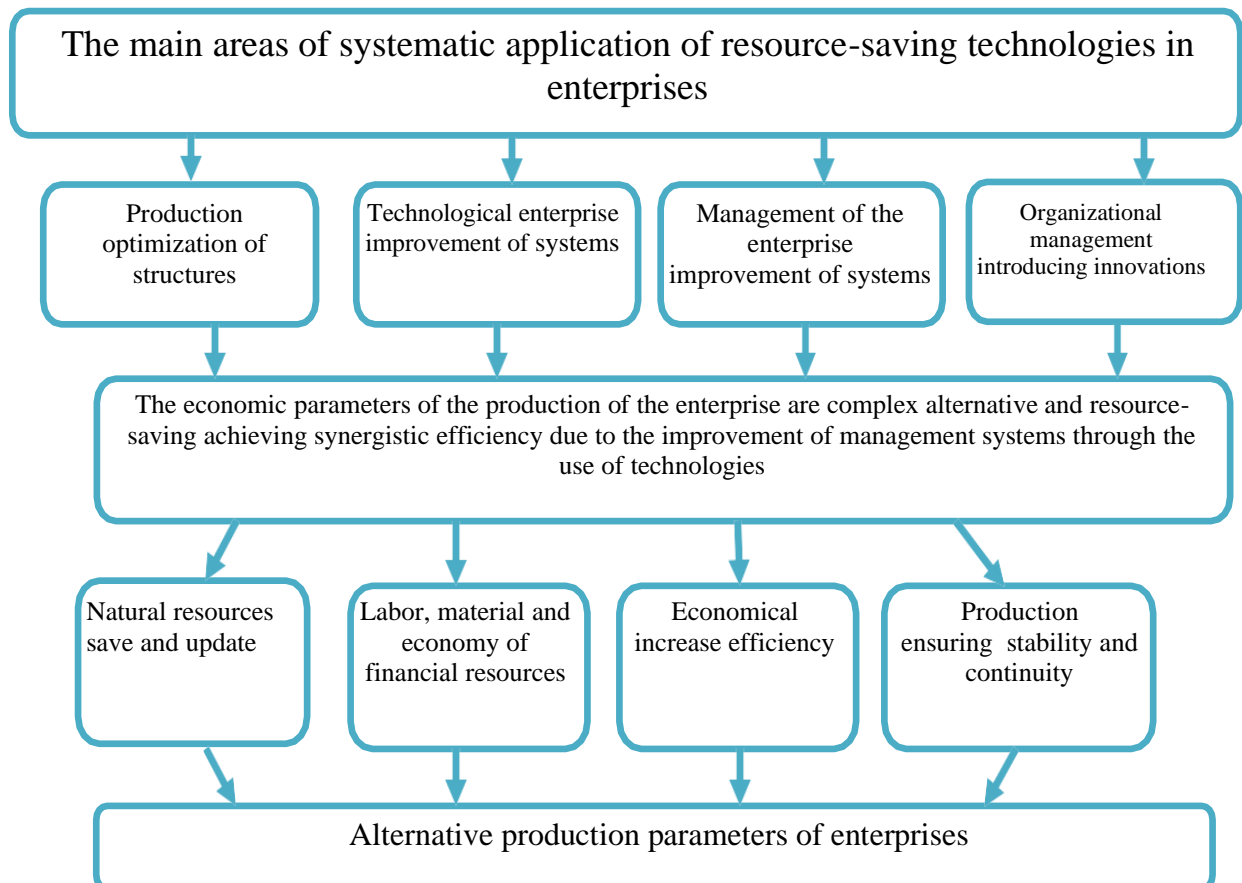 The main areas of systematic application of resource-saving technologies in
enterprises
Production
optimization of
structures
Technological enterprise
improvement of systems
Management of the
enterprise
improvement of systems
Organizational
management
introducing innovations
The economic parameters of the production of the enterprise are complex alternative and resource-
saving achieving synergistic efficiency due to the improvement of management systems through the
use of technologies
Natural resources
save and update
Labor, material and
economy of
financial resources
Economical
increase efficiency
Production
ensuring stability and
continuity
Alternative production parameters of enterprises